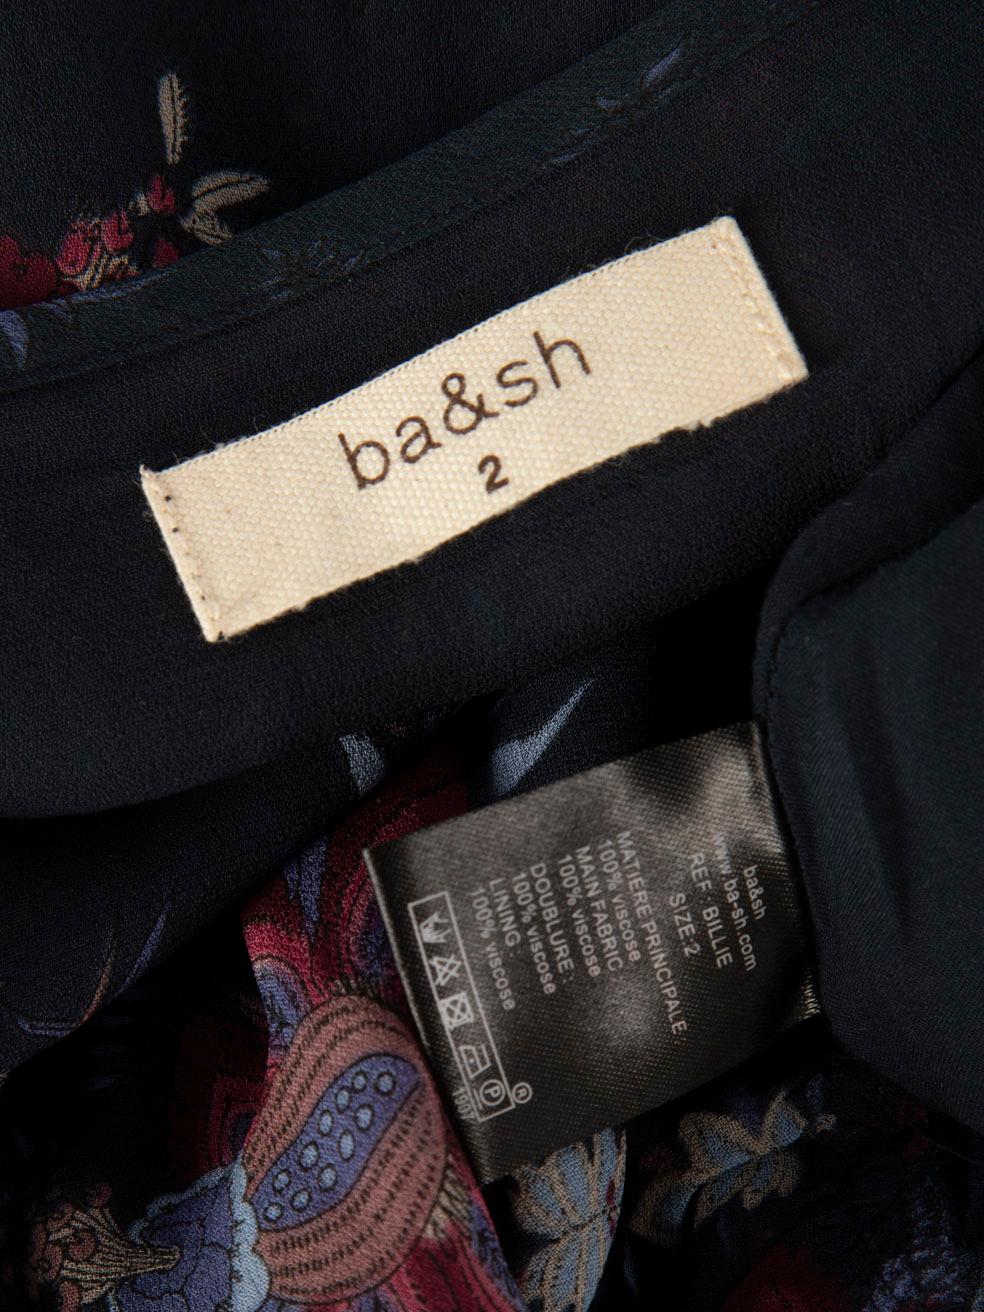 ba&sh
2
ba&sh
www.ba-sh.com
REF : BILLIE
SIZE:2
MATIERE PRINCIPALE:
100% viscose
MAIN FABRIC
100% viscose
DOUBLURE :
100% viscose
LINING :
100% viscose
P
®
1907